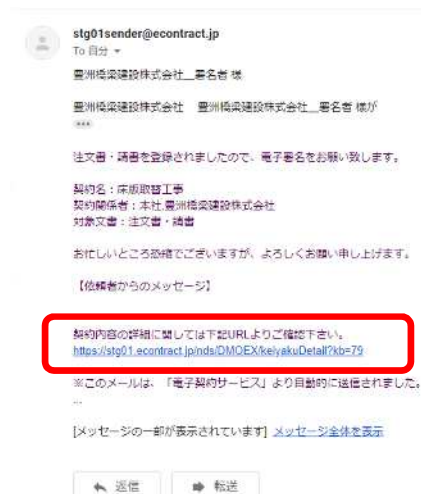 stg01sender@econtract.jp
To 自分
豊洲橋梁建設株式会社__署名者 様
豊洲橋梁建設株式会社 豊洲橋梁建設株式会社__署名者 様が
...
注文書・請書を登録されましたので、電子署名をお願い致します。
契約名：床版取替工事
契約関係者：本社.豊洲橋梁建設株式会社
対象文書：注文書・請書
お忙しいところ恐縮でございますが、よろしくお願い申し上げます。
【依頼者からのメッセージ】
契約内容の詳細に関しては下記URLよりご確認下さい。
https://stg01.econtract.jp/nds/DMOEX/keiyakuDetail?kb=79
※このメールは、「電子契約サービス」より自動的に送信されました。
...
[メッセージの一部が表示されています] メッセージ全体を表示
返信 転送